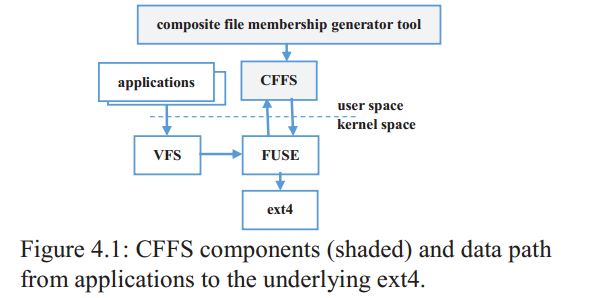 composite file membership generator tool
applications
CFFS
user space
kernel space
VFS
FUSE
ext4
Figure 4.1: CFFS components (shaded) and data path
from applications to the underlying ext4.